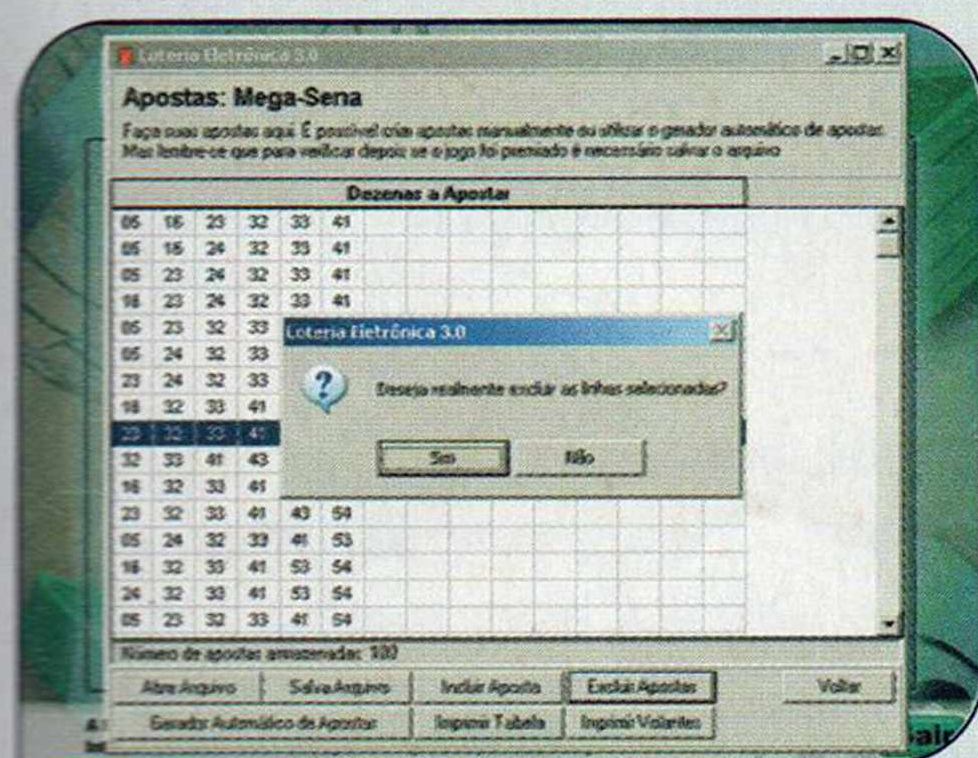 Loteria Eletrônica 3.0
Apostas: Mega-Sena
Faça suas apostas aqui. É possível criar apostas manualmente ou utilizar o gerador automático de apostas.
Mas lembre-se que para verificar depois se o jogo foi premiado é necessário salvar o arquivo
Dezenas a Apostar
05 16 23 32 33 41
05 16 24 32 33 41
05 23 24 32 33 41
16 23 24 32 33 41
05 23 32 33
05 24 32 33
23 24 32 33
16 32 33 41
23 32 33 41
32 33 41 43
16 32 33 41
23 32 33 41 43 54
05 24 32 33 41 53
16 32 33 41 53 54
24 32 33 41 53 54
05 23 32 33 41 54
Loteria Eletrônica 3.0
Deseja realmente excluir as linhas selecionadas?
Sim Não
Número de apostas armazenadas: 100
Abre Arquivo Salva Arquivo Incluir Aposta Excluir Apostas Voltar
Gerador Automático de Apostas Imprimir Tabela Imprimir Volantes
air